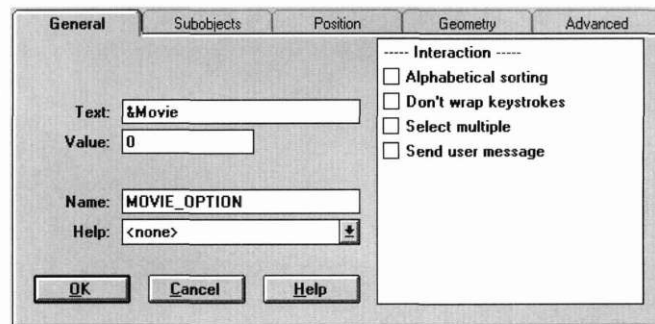 General Subobjects Position Geometry Advanced
Text: &Movie
Value: 0
Name: MOVIE_OPTION
Help: <none>
OK Cancel Help
----- Interaction -----
Alphabetical sorting
Don't wrap keystrokes
Select multiple
Send user message